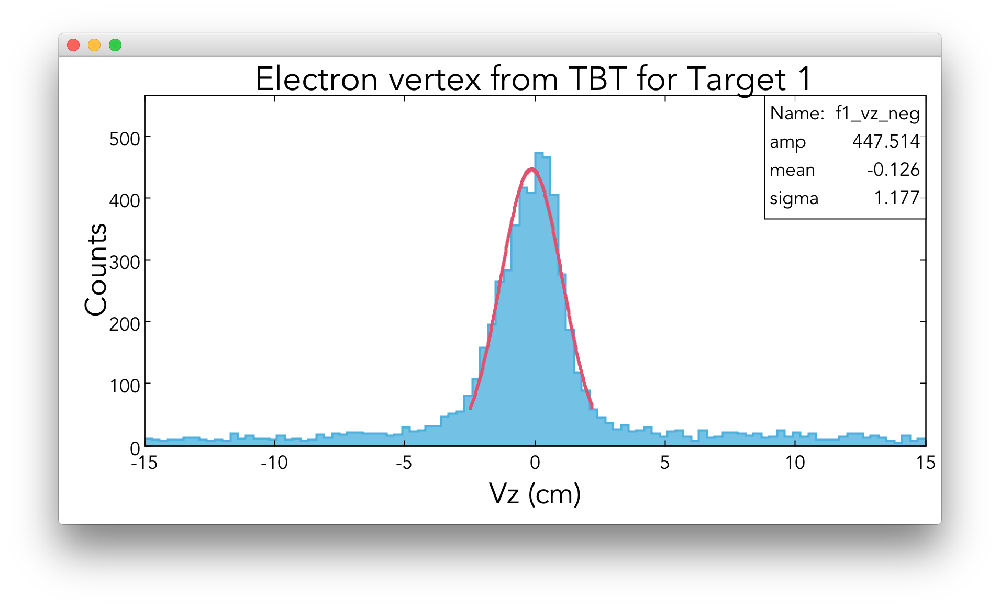 Electron vertex from TBT for Target 1
Name: f1_vz_neg
amp 447.514
mean -0.126
sigma 1.177
Counts
500
400
300
200
100
0
-15 -10 -5 0 5 10 15
Vz (cm)